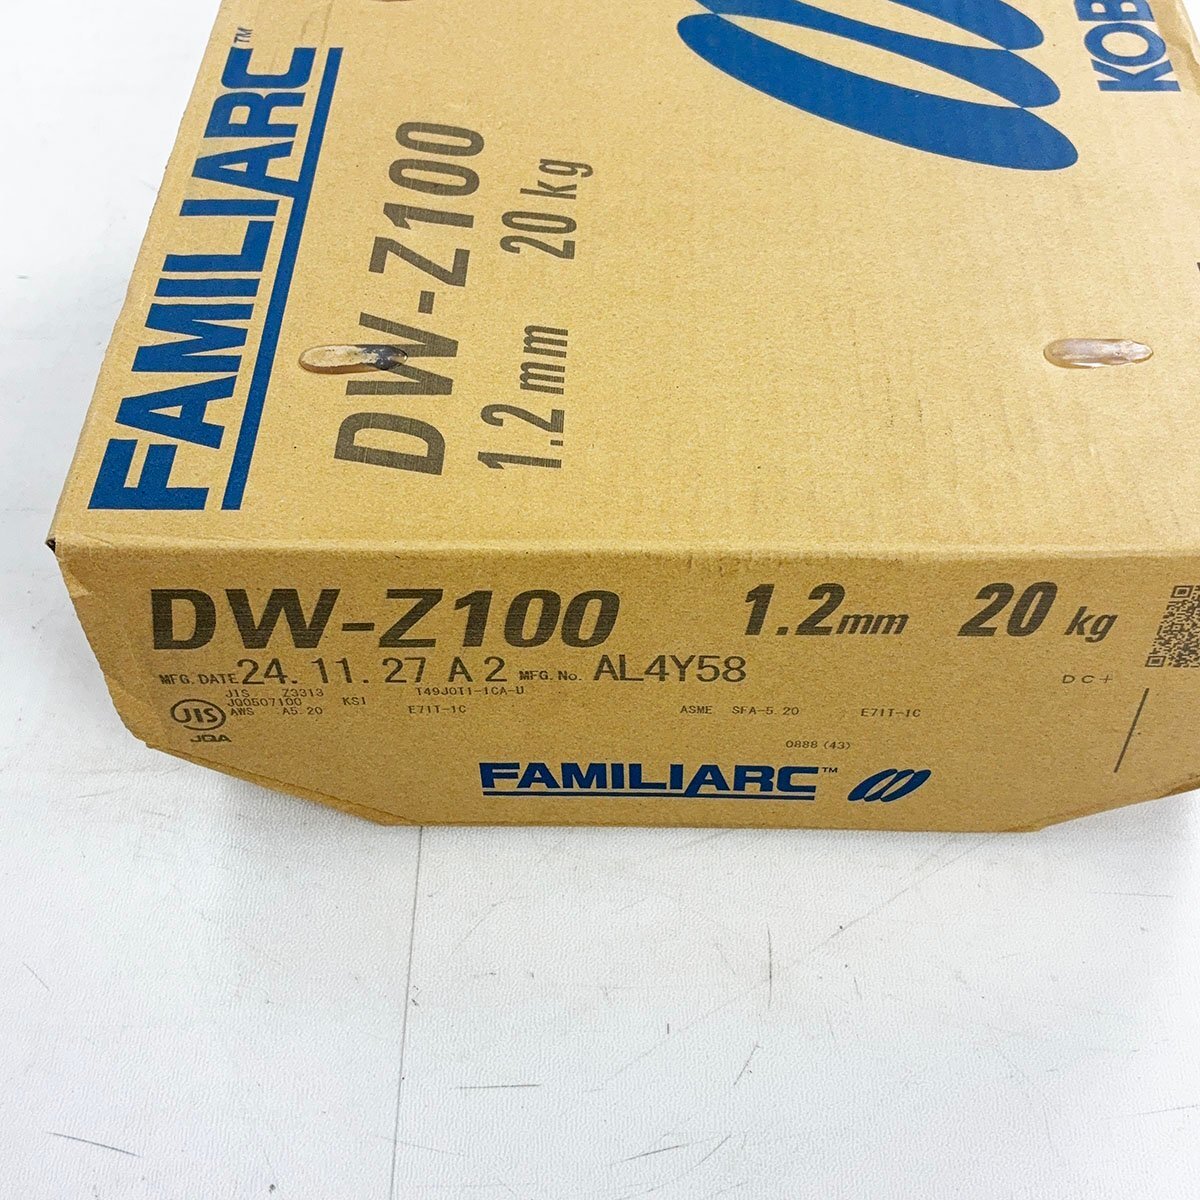 FAMILIARC™
DW-Z100
1.2mm 20kg
KOB
DW-Z100 1.2mm 20kg
MFG. DATE 24. 11. 27 A 2 MFG. No. AL4Y58
DC+
JIS Z3313 T49J0T1-1CA-U
JQ0507100 KS1
AWS A5.20 E71T-1C ASME SFA-5.20 E71T-1C
JIS
JQA
0888 (43)
FAMILIARC™